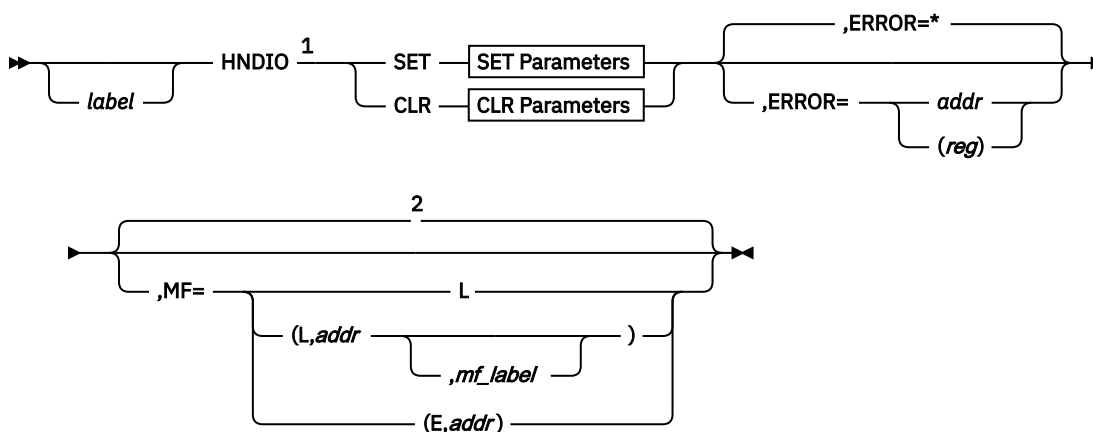 ,ERROR=*
HNDIO 1 SET SET Parameters
label CLR CLR Parameters ,ERROR= addr
(reg)
2
,MF= L
(L,addr )
,mf_label
(E,addr)